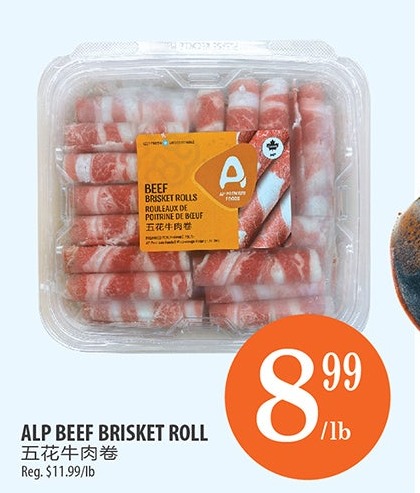 BEEF
BRISKET ROLLS
ROULEAUX DE
POITRINE DE BŒUF
五花牛肉卷
A
AP PREMIUM
FOODS
8.99
/lb
ALP BEEF BRISKET ROLL
五花牛肉卷
Reg. $11.99/lb